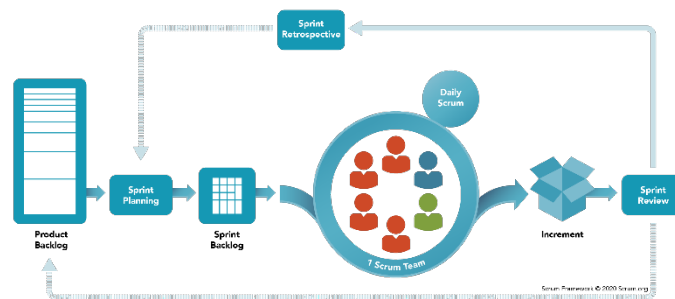 Sprint
Retrospective
Daily
Scrum
Sprint
Planning
Sprint
Review
Product
Backlog
Sprint
Backlog
1 Scrum Team
Increment
Scrum Framework © 2020 Scrum.org